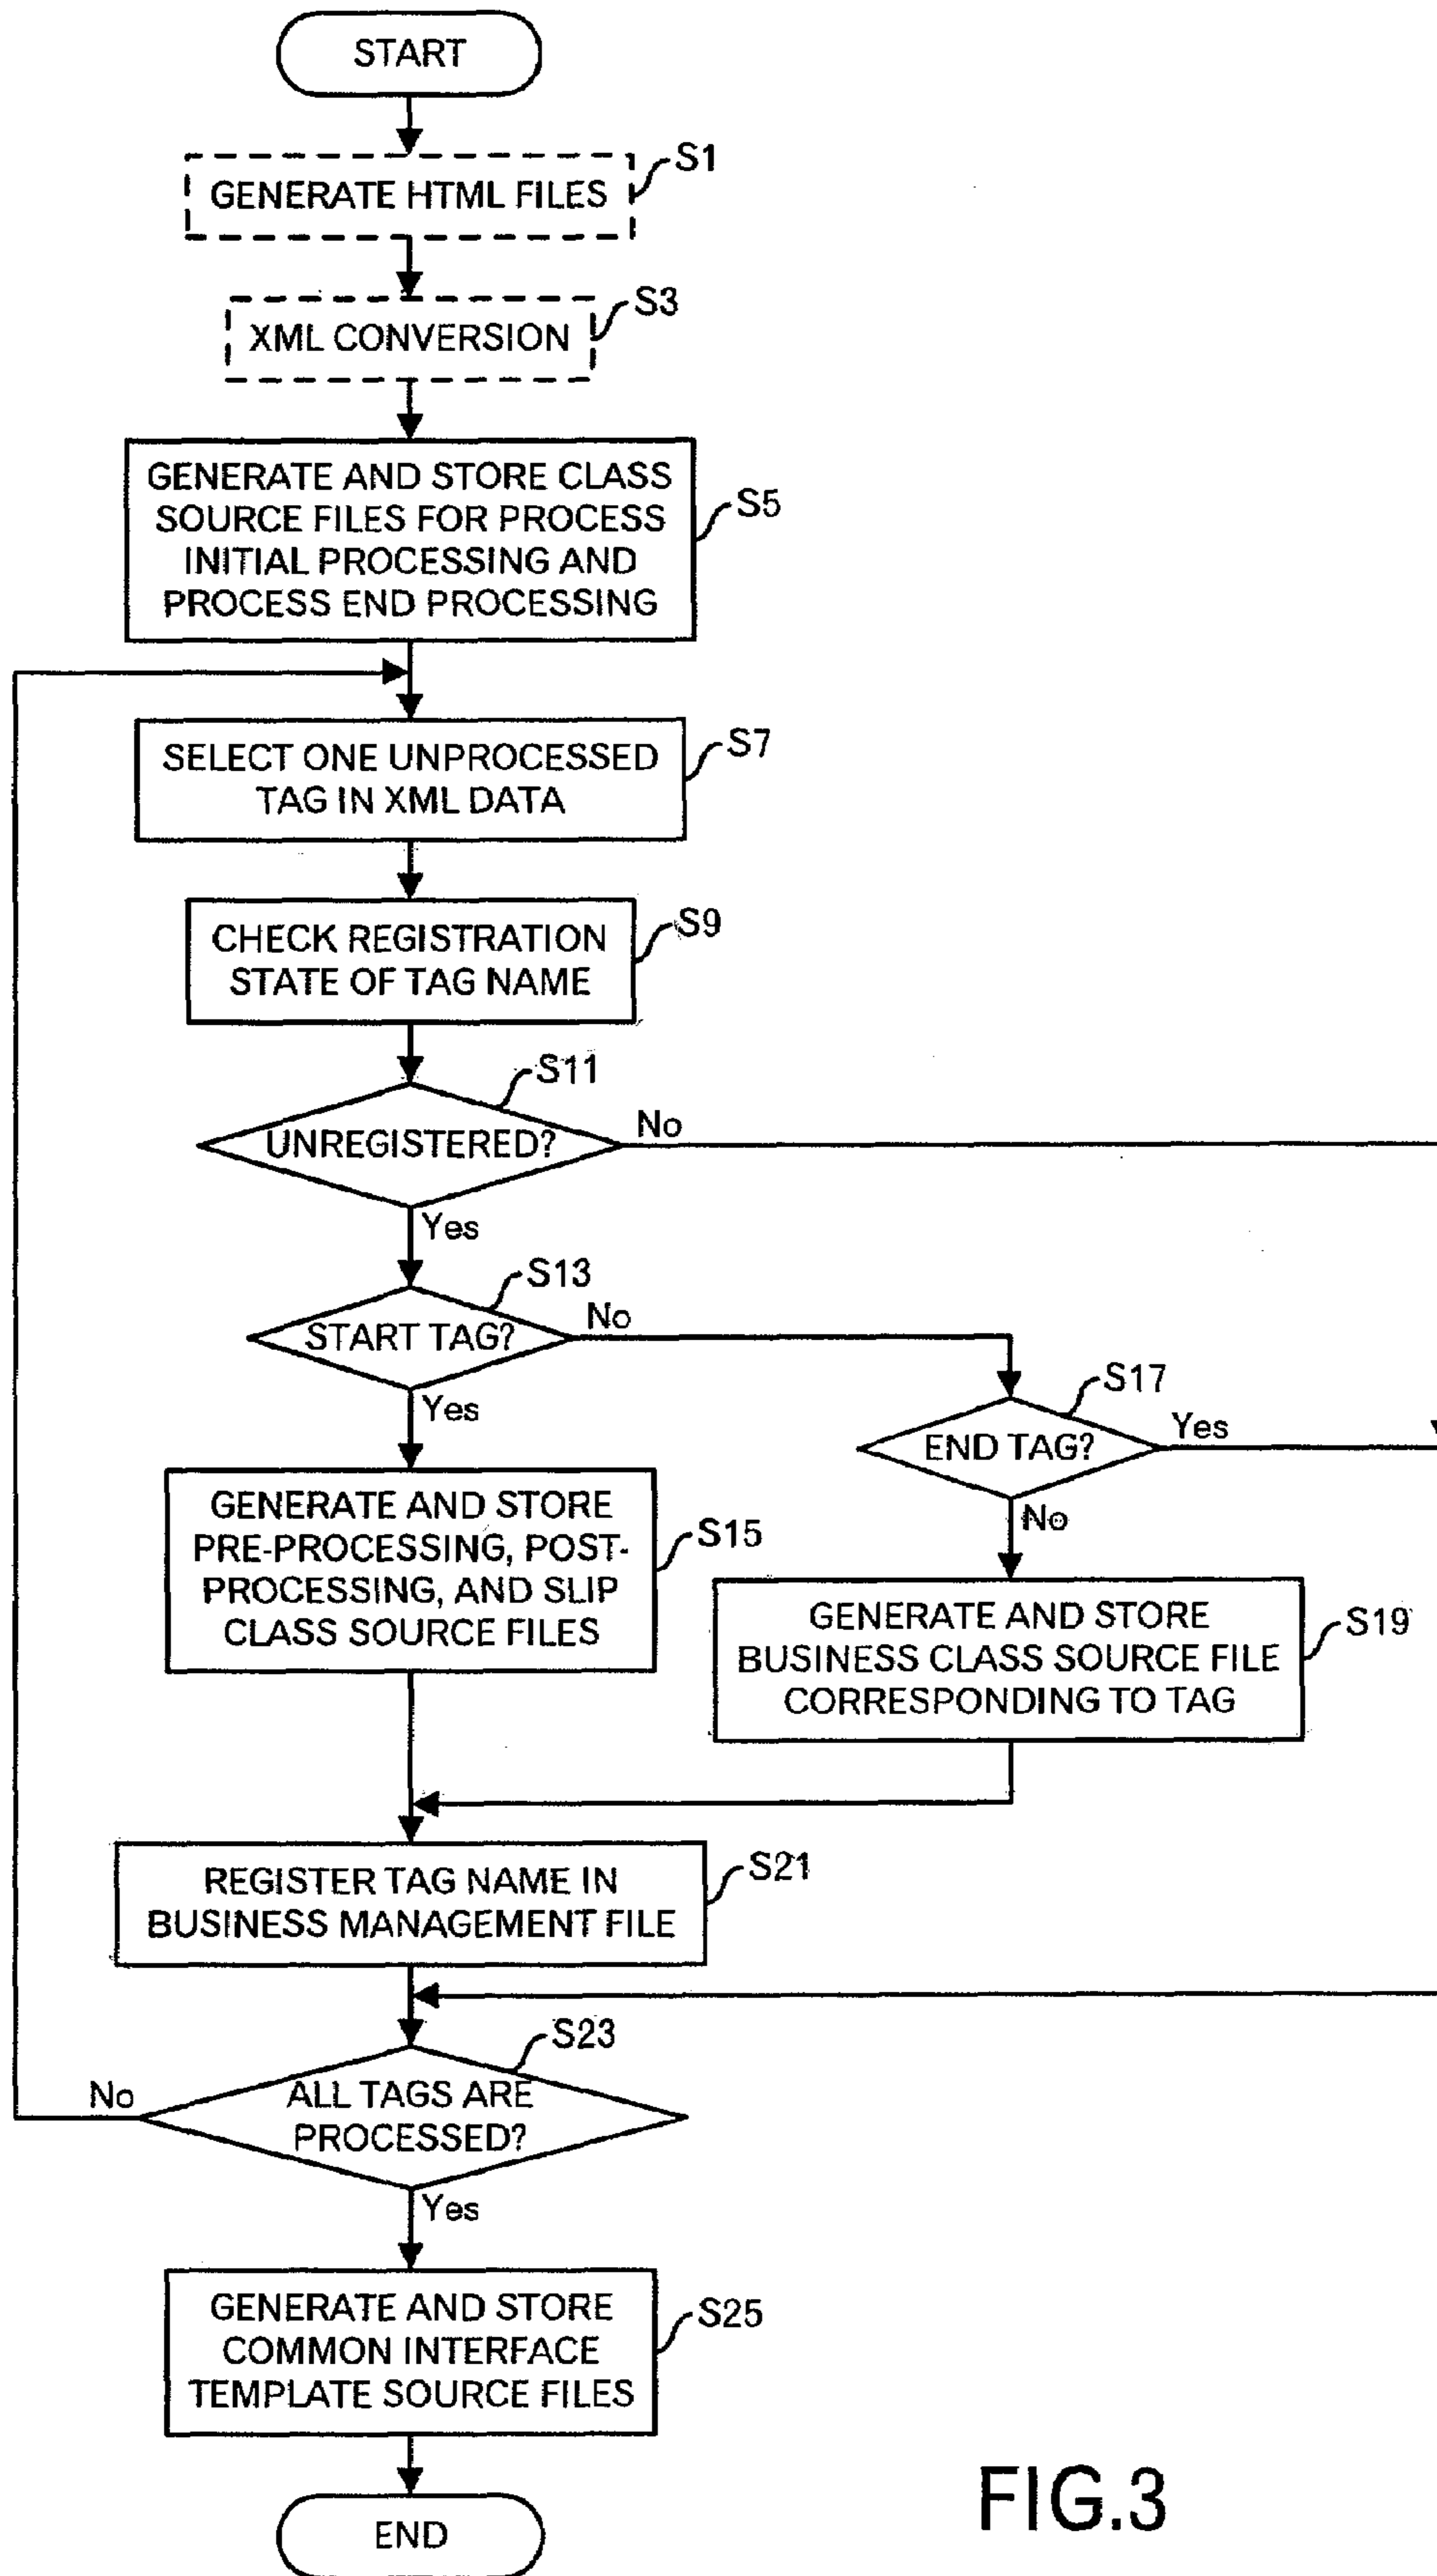 START
S1
GENERATE HTML FILES
S3
XML CONVERSION
GENERATE AND STORE CLASS
SOURCE FILES FOR PROCESS
INITIAL PROCESSING AND
PROCESS END PROCESSING
S5
SELECT ONE UNPROCESSED
TAG IN XML DATA
S7
CHECK REGISTRATION
STATE OF TAG NAME
S9
S11
UNREGISTERED?
No
Yes
S13
START TAG?
No
Yes
S17
END TAG?
Yes
No
GENERATE AND STORE
PRE-PROCESSING, POST-
PROCESSING, AND SLIP
CLASS SOURCE FILES
S15
GENERATE AND STORE
BUSINESS CLASS SOURCE FILE
CORRESPONDING TO TAG
S19
REGISTER TAG NAME IN
BUSINESS MANAGEMENT FILE
S21
S23
ALL TAGS ARE
PROCESSED?
No
Yes
GENERATE AND STORE
COMMON INTERFACE
TEMPLATE SOURCE FILES
S25
END
FIG.3